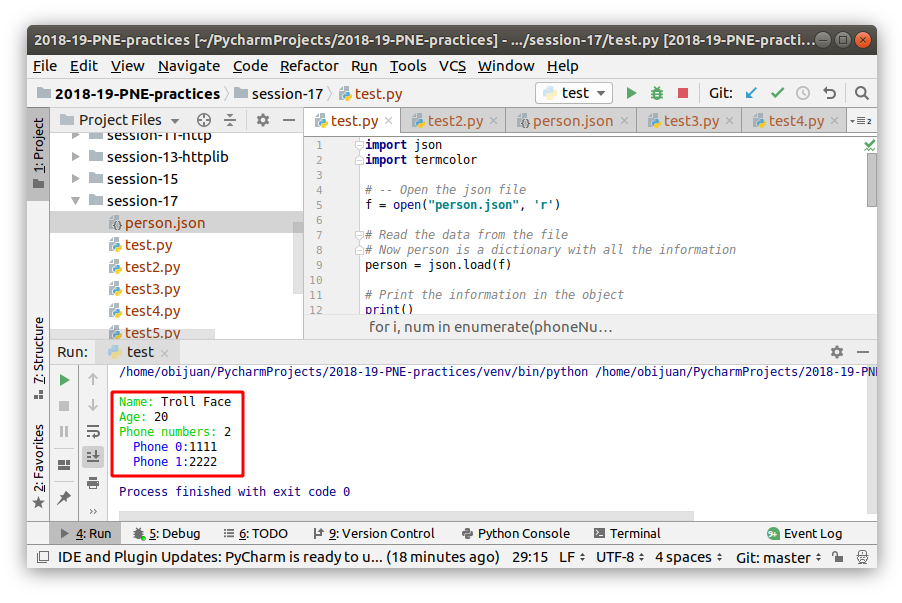 2018-19-PNE-practices [~/PycharmProjects/2018-19-PNE-practices] - .../session-17/test.py [2018-19-PNE-practi...
File Edit View Navigate Code Refactor Run Tools VCS Window Help
2018-19-PNE-practices session-17 test.py test Git:
1: Project
Project Files
test.py test2.py person.json test3.py test4.py 2
session-11-http
session-13-httplib
session-15
session-17
person.json
test.py
test2.py
test3.py
test4.py
test5.py
1 import json
2 import termcolor
3
4 # -- Open the json file
5 f = open("person.json", 'r')
6
7 # Read the data from the file
8 # Now person is a dictionary with all the information
9 person = json.load(f)
10
11 # Print the information in the object
12 print()
for i, num in enumerate(phoneNu...
7: Structure
2: Favorites
Run: test
/home/obijuan/PycharmProjects/2018-19-PNE-practices/venv/bin/python /home/obijuan/PycharmProjects/2018-19-PN
Name: Troll Face
Age: 20
Phone numbers: 2
Phone 0:1111
Phone 1:2222
Process finished with exit code 0
4: Run 5: Debug 6: TODO 9: Version Control Python Console Terminal 9+ Event Log
IDE and Plugin Updates: PyCharm is ready to u... (18 minutes ago) 29:15 LF UTF-8 4 spaces Git: master